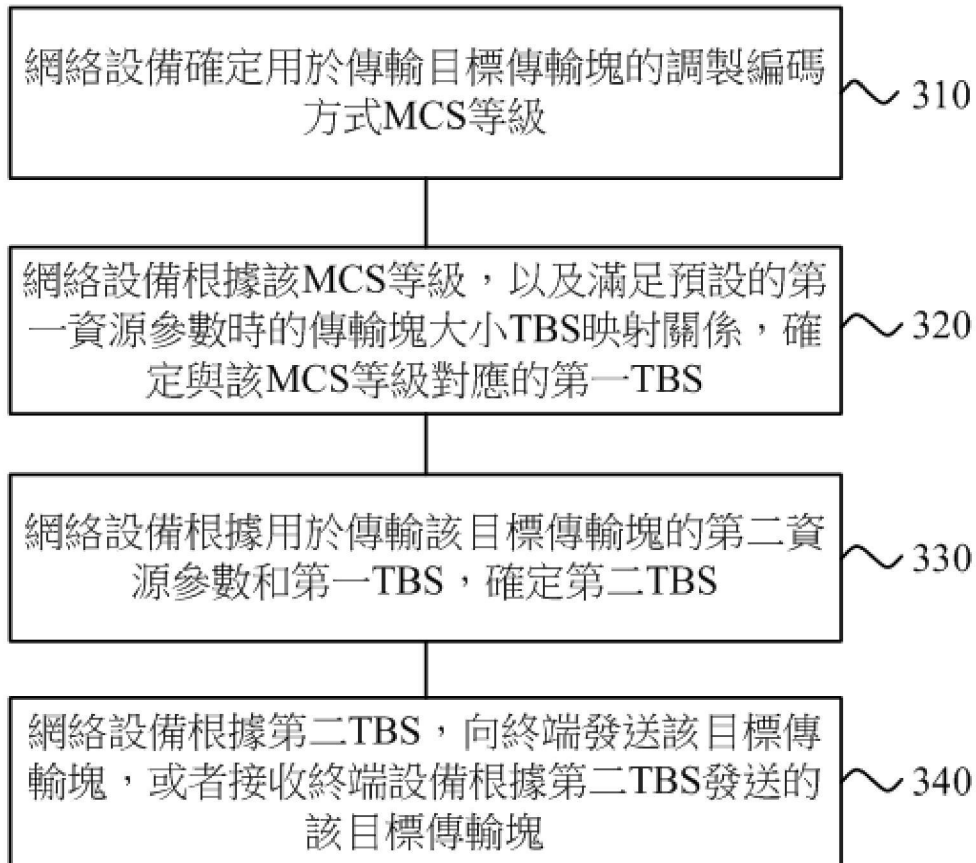 網絡設備確定用於傳輸目標傳輸塊的調製編碼
方式MCS等級
310
網絡設備根據該MCS等級，以及滿足預設的第
一資源參數時的傳輸塊大小TBS映射關係，確
定與該MCS等級對應的第一TBS
320
網絡設備根據用於傳輸該目標傳輸塊的第二資
源參數和第一TBS，確定第二TBS
330
網絡設備根據第二TBS，向終端發送該目標傳
輸塊，或者接收終端設備根據第二TBS發送的
該目標傳輸塊
340